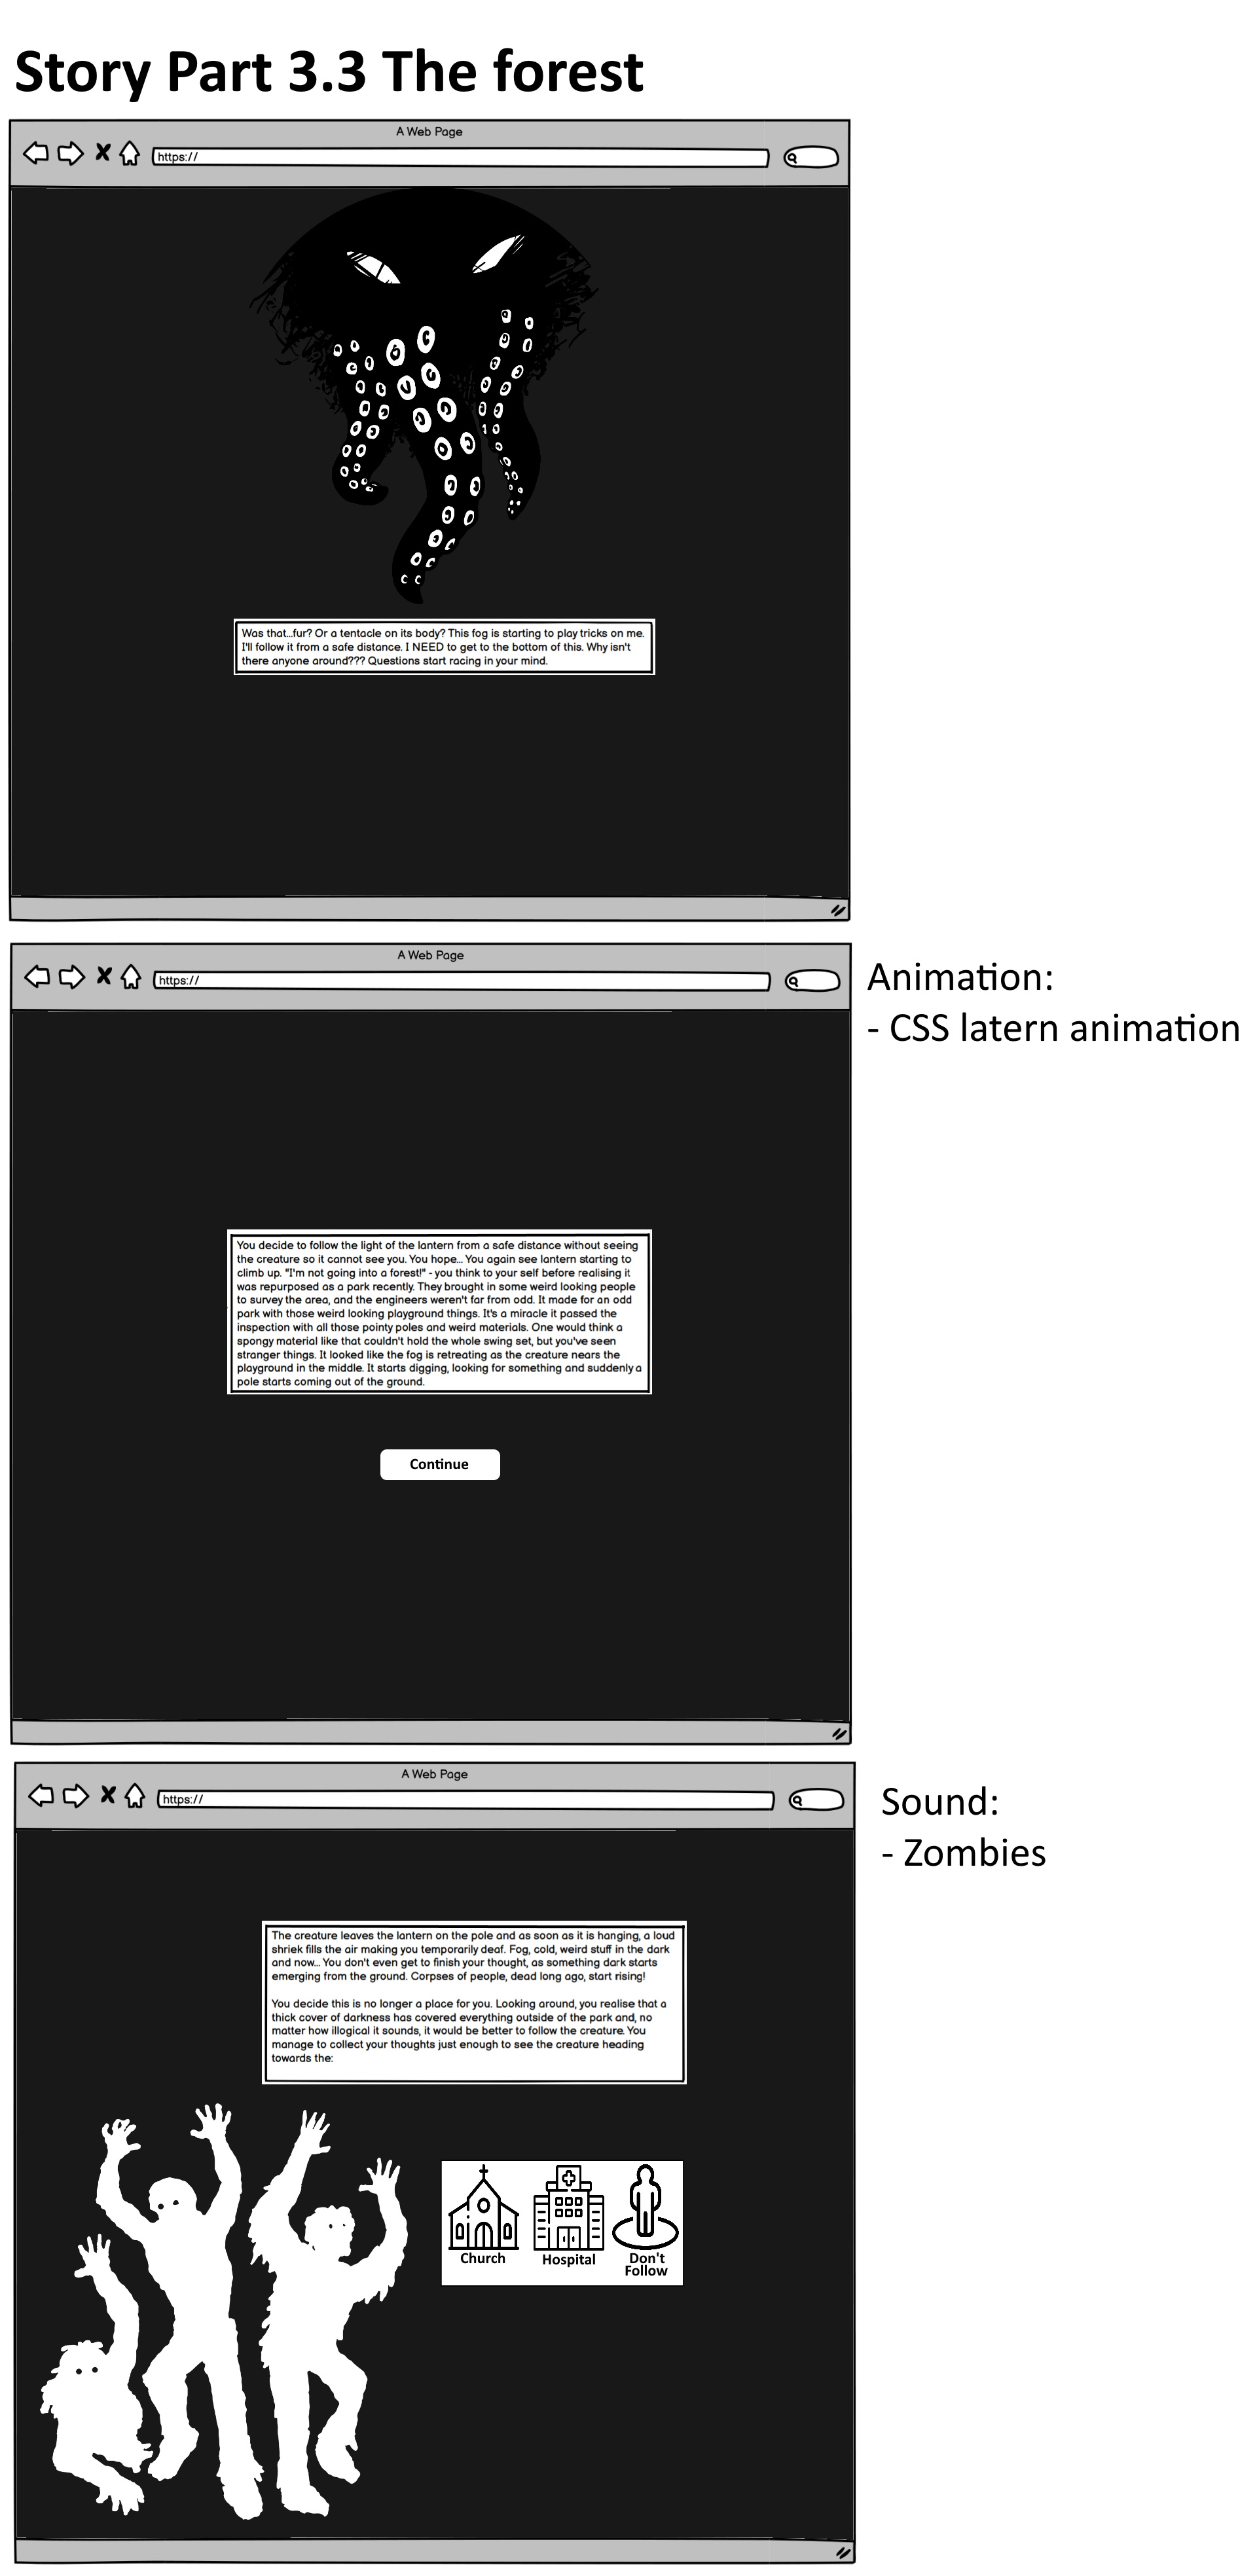 Story Part 3.3 The forest
A Web Page
https://
Was that...fur? Or a tentacle on its body? This fog is starting to play tricks on me.
I'll follow it from a safe distance. I NEED to get to the bottom of this. Why isn't
there anyone around??? Questions start racing in your mind.
A Web Page
https://
Animation:
- CSS latern animation
You decide to follow the light of the lantern from a safe distance without seeing
the creature so it cannot see you. You hope... You again see lantern starting to
climb up. "I'm not going into a forest!" - you think to your self before realising it
was repurposed as a park recently. They brought in some weird looking people
to survey the area, and the engineers weren't far from odd. It made for an odd
park with those weird looking playground things. It's a miracle it passed the
inspection with all those pointy poles and weird materials. One would think a
spongy material like that couldn't hold the whole swing set, but you've seen
stranger things. It looked like the fog is retreating as the creature nears the
playground in the middle. It starts digging, looking for something and suddenly a
pole starts coming out of the ground.
Continue
A Web Page
https://
Sound:
- Zombies
The creature leaves the lantern on the pole and as soon as it is hanging, a loud
shriek fills the air making you temporarily deaf. Fog, cold, weird stuff in the dark
and now... You don't even get to finish your thought, as something dark starts
emerging from the ground. Corpses of people, dead long ago, start rising!
You decide this is no longer a place for you. Looking around, you realise that a
thick cover of darkness has covered everything outside of the park and, no
matter how illogical it sounds, it would be better to follow the creature. You
manage to collect your thoughts just enough to see the creature heading
towards the:
Church
Hospital
Don't
Follow